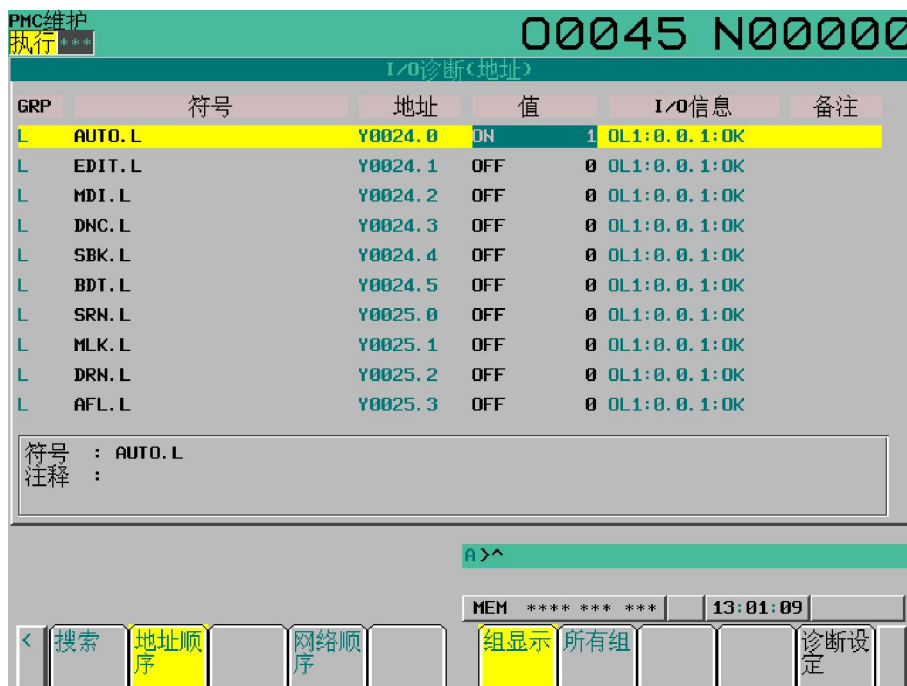 PMC维护
执行 *** O0045 N00000
I/O诊断(地址)
GRP 符号 地址 值 I/O信息 备注
L AUTO.L Y0024.0 ON 1 OL1:0.0.1:OK
L EDIT.L Y0024.1 OFF 0 OL1:0.0.1:OK
L MDI.L Y0024.2 OFF 0 OL1:0.0.1:OK
L DNC.L Y0024.3 OFF 0 OL1:0.0.1:OK
L SBK.L Y0024.4 OFF 0 OL1:0.0.1:OK
L BDT.L Y0024.5 OFF 0 OL1:0.0.1:OK
L SRN.L Y0025.0 OFF 0 OL1:0.0.1:OK
L MLK.L Y0025.1 OFF 0 OL1:0.0.1:OK
L DRN.L Y0025.2 OFF 0 OL1:0.0.1:OK
L AFL.L Y0025.3 OFF 0 OL1:0.0.1:OK
符号 : AUTO.L
注释 :
A>^
MEM **** *** *** 13:01:09
< 搜索 地址顺序 网络顺序 组显示 所有组 诊断设定